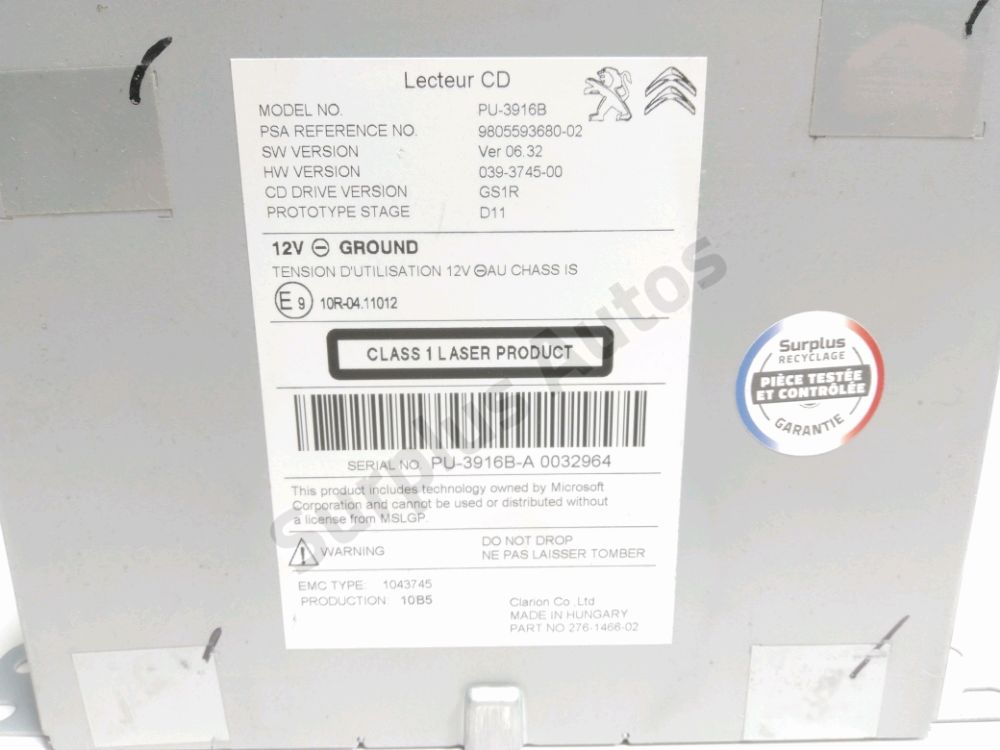 Lecteur CD
MODEL NO. PU-3916B
PSA REFERENCE NO. 9805593680-02
SW VERSION Ver 06.32
HW VERSION 039-3745-00
CD DRIVE VERSION GS1R
PROTOTYPE STAGE D11
12V ⊖ GROUND
TENSION D'UTILISATION 12V ⊖AU CHASS IS
E 9 10R-04.11012
CLASS 1 LASER PRODUCT
SERIAL NO. PU-3916B-A 0032964
This product includes technology owned by Microsoft
Corporation and cannot be used or distributed without
a license from MSLGP.
WARNING
DO NOT DROP
NE PAS LAISSER TOMBER
EMC TYPE: 1043745
PRODUCTION: 10B5
Clarion Co .Ltd
MADE IN HUNGARY
PART NO 276-1466-02
Surplus
RECYCLAGE
PIÈCE TESTÉE
ET CONTRÔLÉE
GARANTIE
Surplus Autos